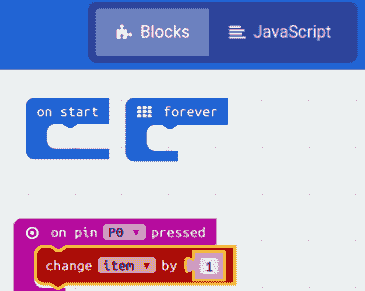 Blocks JavaScript
on start forever
on pin P0 pressed
change item by 1